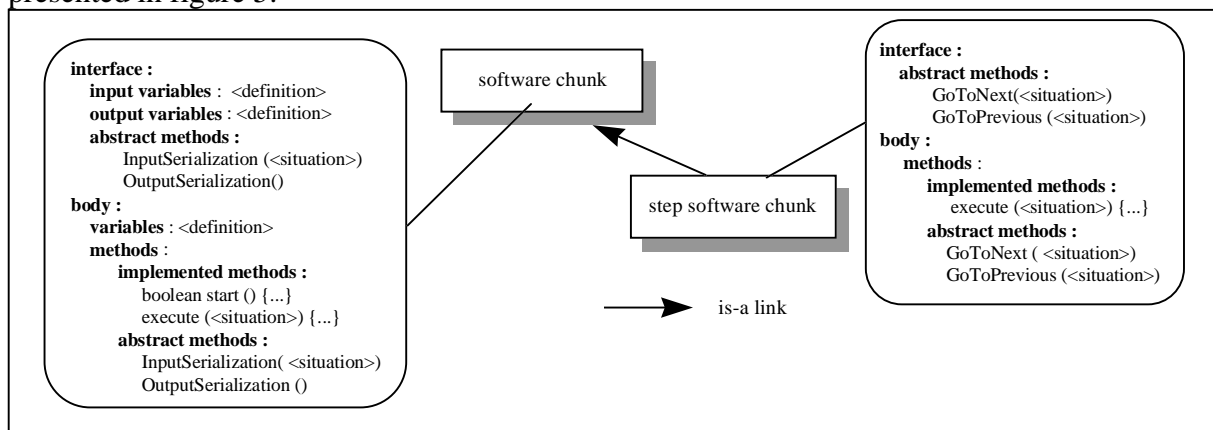 presented in figure 3.
interface :
input variables : <definition>
output variables : <definition>
abstract methods :
InputSerialization (<situation>)
OutputSerialization()
body :
variables : <definition>
methods :
implemented methods :
boolean start () {...}
execute (<situation>) {...}
abstract methods :
InputSerialization( <situation>)
OutputSerialization ()
software chunk
step software chunk
is-a link
interface :
abstract methods :
GoToNext(<situation>)
GoToPrevious (<situation>)
body :
methods :
implemented methods :
execute (<situation>) {...}
abstract methods :
GoToNext ( <situation>)
GoToPrevious (<situation>)